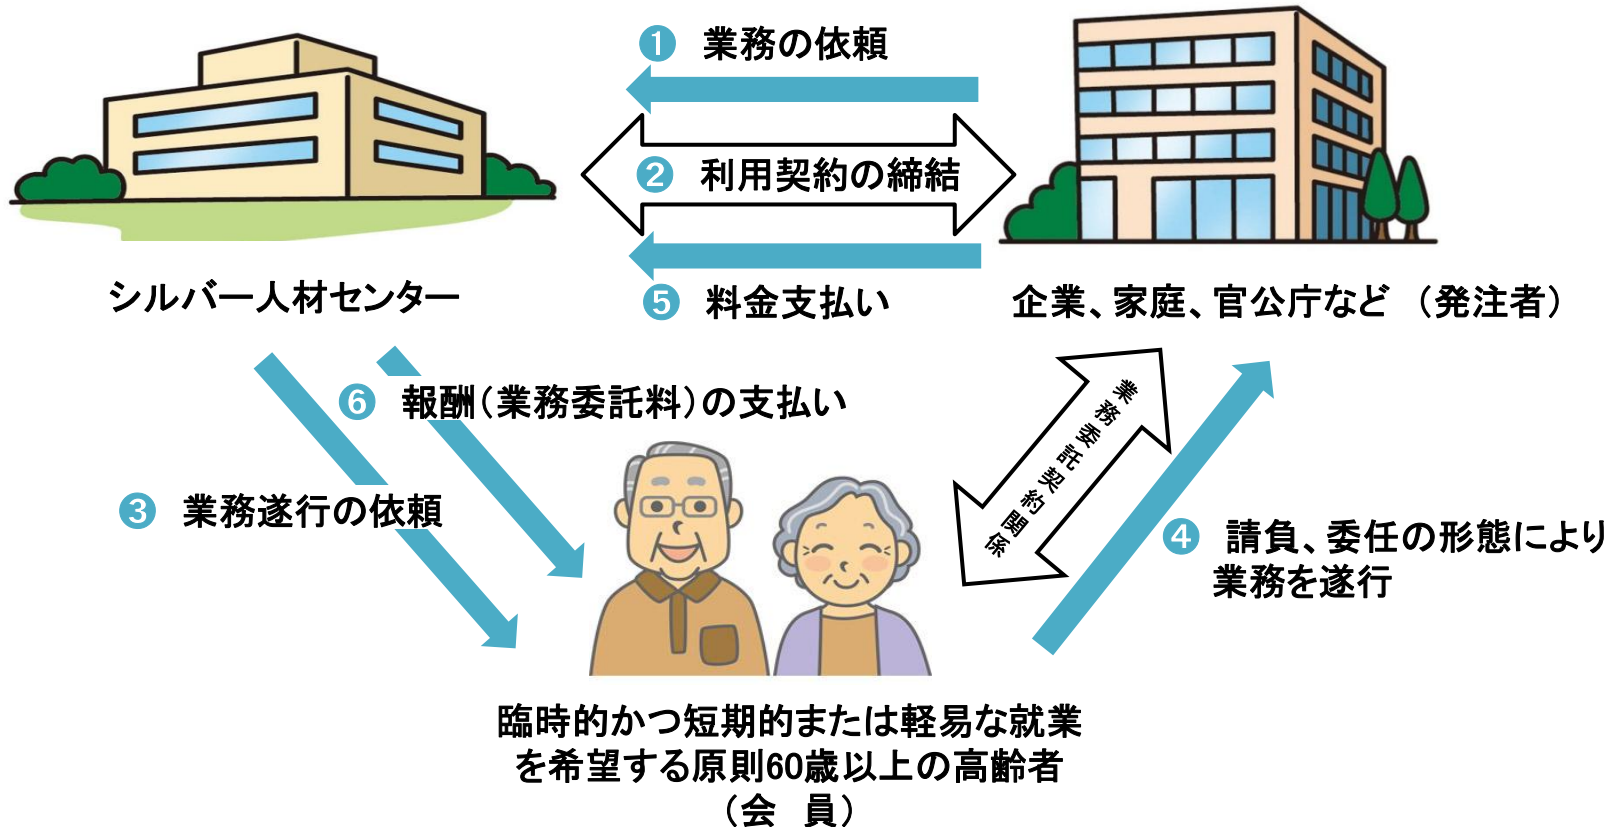 ❶ 業務の依頼
❷ 利用契約の締結
シルバー人材センター
❺ 料金支払い
企業、家庭、官公庁など （発注者）
❻ 報酬（業務委託料）の支払い
業務委託契約関係
❸ 業務遂行の依頼
❹ 請負、委任の形態により
業務を遂行
臨時的かつ短期的または軽易な就業
を希望する原則60歳以上の高齢者
（会 員）